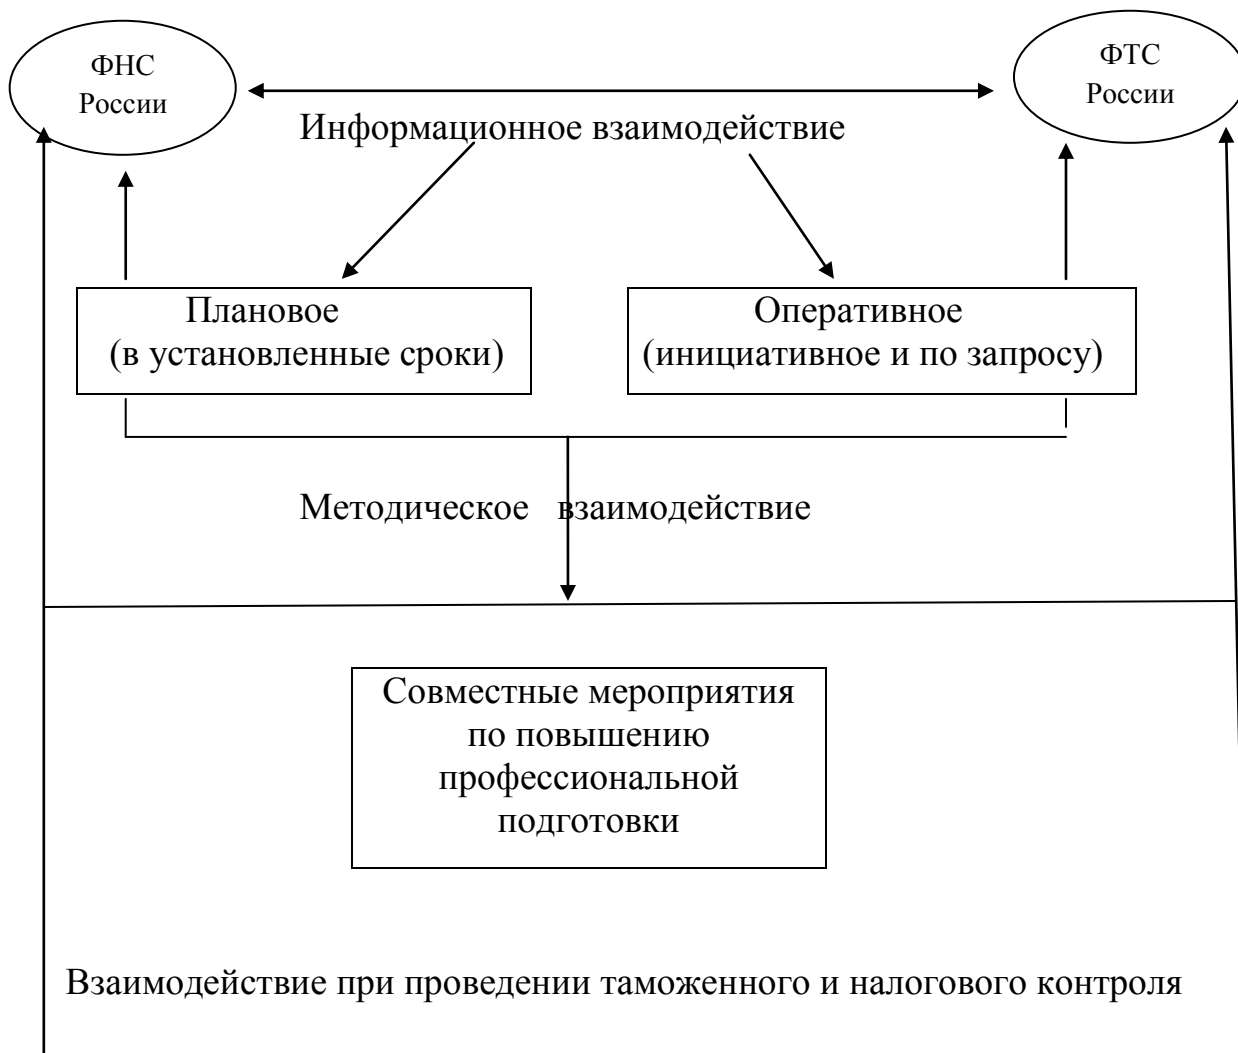 ФНС
России
ФТС
России
Информационное взаимодействие
Плановое
(в установленные сроки)
Оперативное
(инициативное и по запросу)
Методическое взаимодействие
Совместные мероприятия
по повышению
профессиональной
подготовки
Взаимодействие при проведении таможенного и налогового контроля